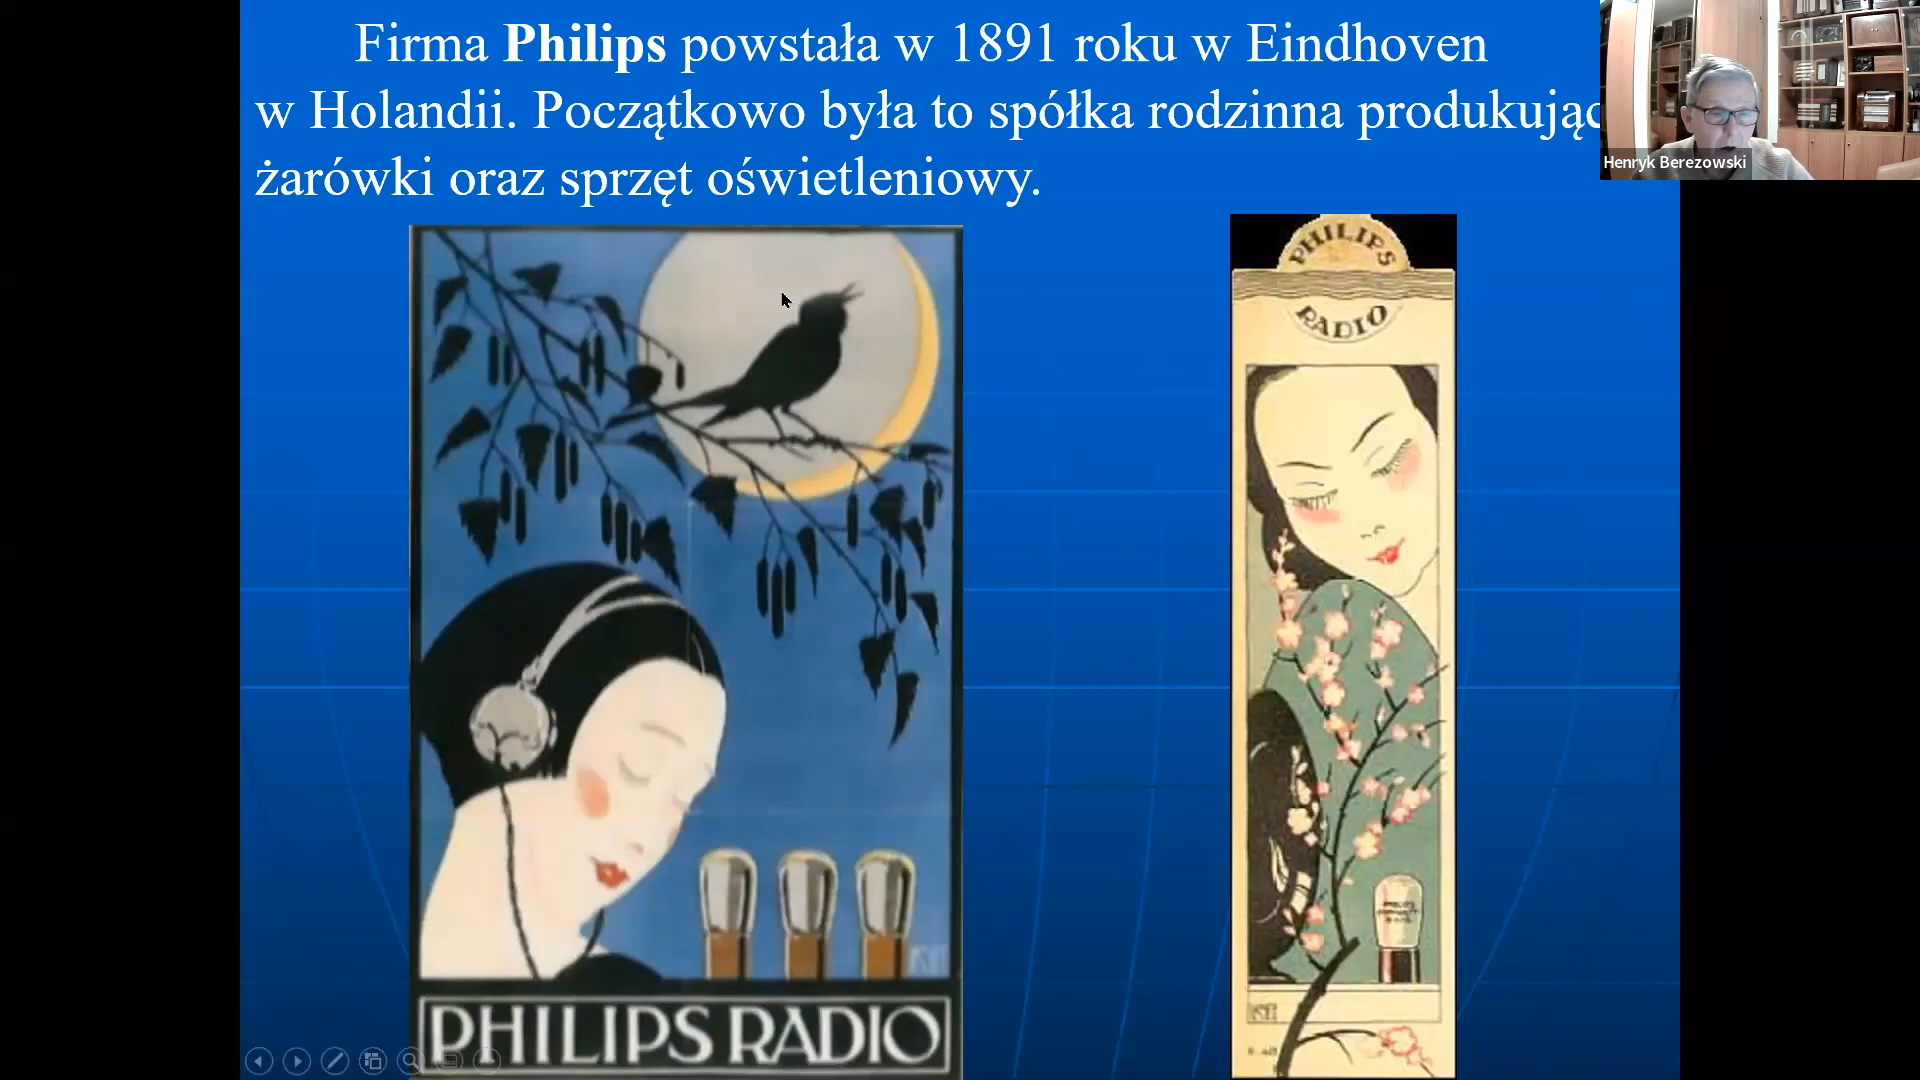 Firma Philips powstała w 1891 roku w Eindhoven
w Holandii. Początkowo była to spółka rodzinna produkując
żarówki oraz sprzęt oświetleniowy.
Henryk Berezowski
PHILIPS
RADIO
PHILIPS RADIO